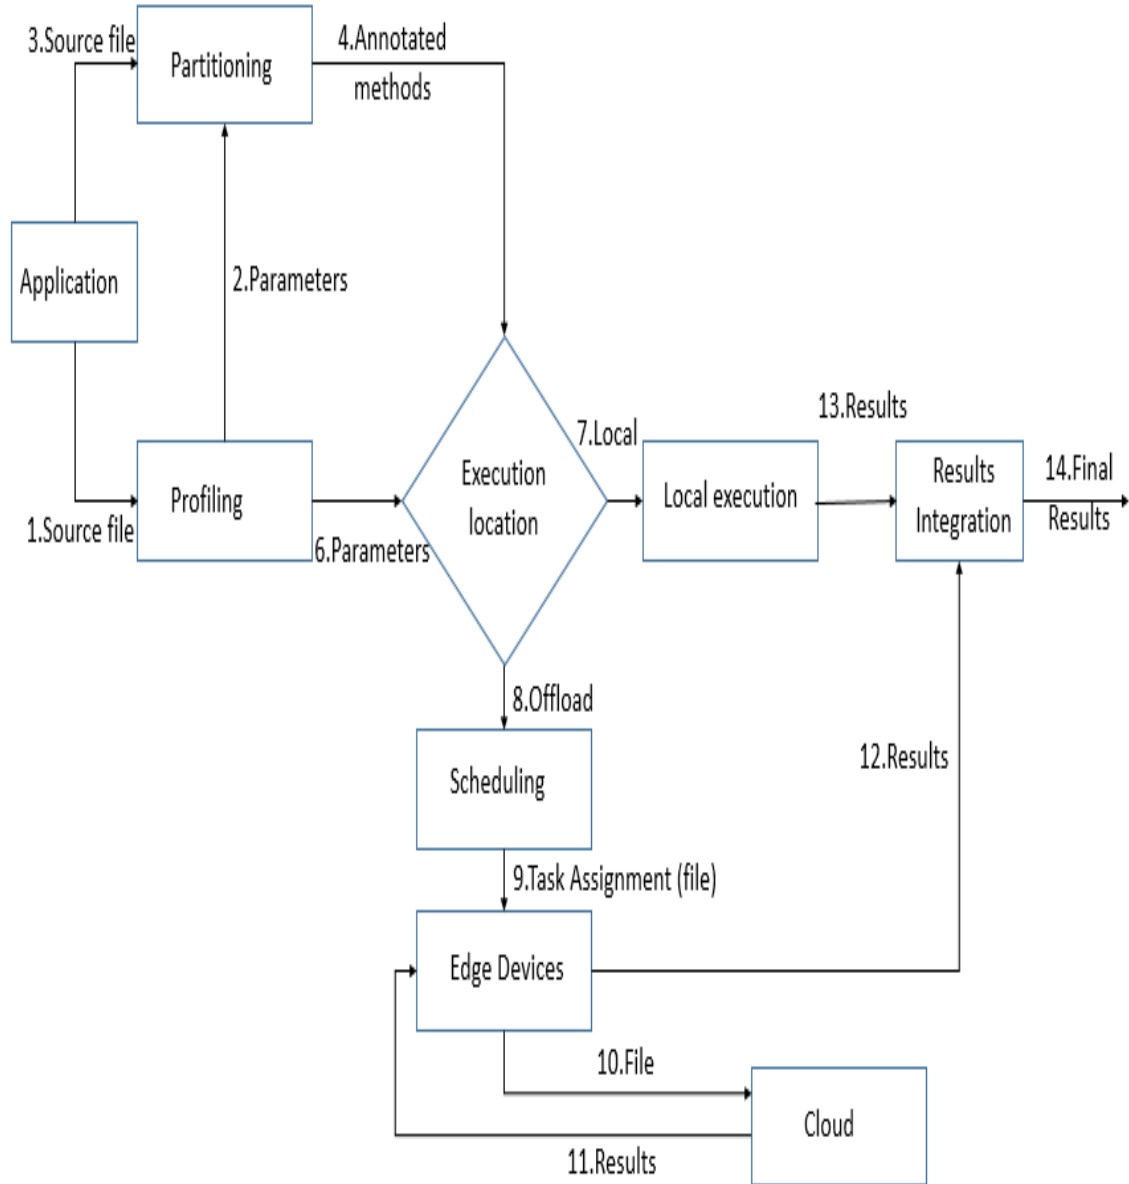 3.Source file
Partitioning
4.Annotated
methods
Application
2.Parameters
Profiling
1.Source file
6.Parameters
Execution
location
7.Local
Local execution
13.Results
Results
Integration
14.Final
Results
8.Offload
Scheduling
12.Results
9.Task Assignment (file)
Edge Devices
10.File
Cloud
11.Results